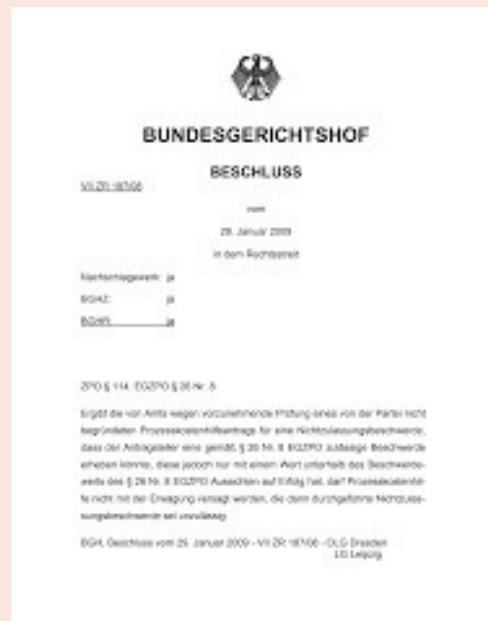 BUNDESGERICHTSHOF
BESCHLUSS
VII ZR 187/08
vom
29. Januar 2009
in dem Rechtsstreit
Nachschlagewerk: ja
BGHZ: ja
BGHR: ja
ZPO § 114; EGZPO § 26 Nr. 8
Ergibt die von Amts wegen vorzunehmende Prüfung eines von der Partei nicht
begründeten Prozesskostenhilfeantrags für eine Nichtzulassungsbeschwerde,
dass der Antragsteller eine gemäß § 26 Nr. 8 EGZPO zulässige Beschwerde
erheben könnte, diese jedoch nur mit einem Wert unterhalb des Beschwerde-
werts des § 26 Nr. 8 EGZPO Aussicht auf Erfolg hat, darf Prozesskostenhil-
fe nicht mit der Erwägung versagt werden, die dann durchgeführte Nichtzulas-
sungsbeschwerde sei unzulässig.
BGH, Beschluss vom 29. Januar 2009 - VII ZR 187/08 - OLG Dresden
LG Leipzig